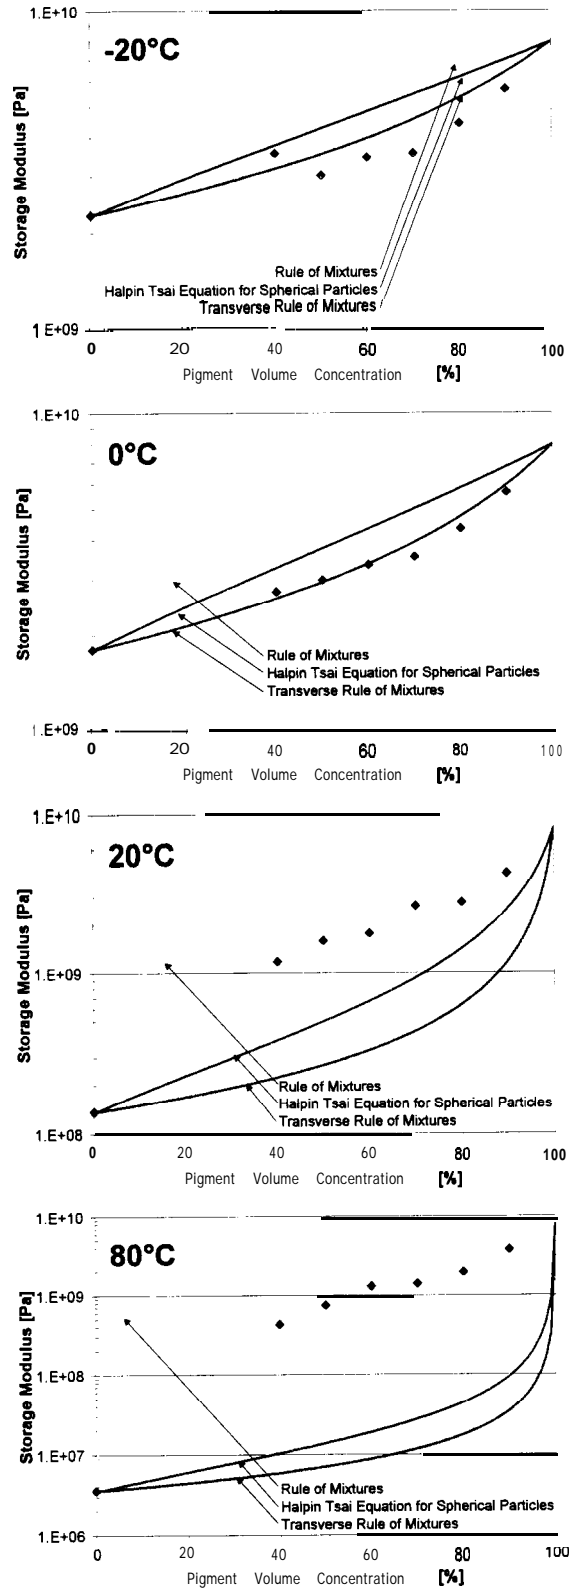 1.E+10
-20°C
Storage Modulus [Pa]
Rule of Mixtures
Halpin Tsai Equation for Spherical Particles
Transverse Rule of Mixtures
1 E+09
0 20 40 60 80 100
Pigment Volume Concentration [%]
1.E+10
0°C
Storage Modulus [Pa]
Rule of Mixtures
Halpin Tsai Equation for Spherical Particles
Transverse Rule of Mixtures
1.E+09
0 20 40 60 80 100
Pigment Volume Concentration [%]
1.E+10
20°C
Storage Modulus [Pa]
1.E+09
Rule of Mixtures
Halpin Tsai Equation for Spherical Particles
Transverse Rule of Mixtures
1.E+08
0 20 40 60 80 100
Pigment Volume Concentration [%]
1.E+10
80°C
Storage Modulus [Pa]
1.E+09
1.E+08
1.E+07
Rule of Mixtures
Halpin Tsai Equation for Spherical Particles
Transverse Rule of Mixtures
1.E+06
0 20 40 60 80 100
Pigment Volume Concentration [%]